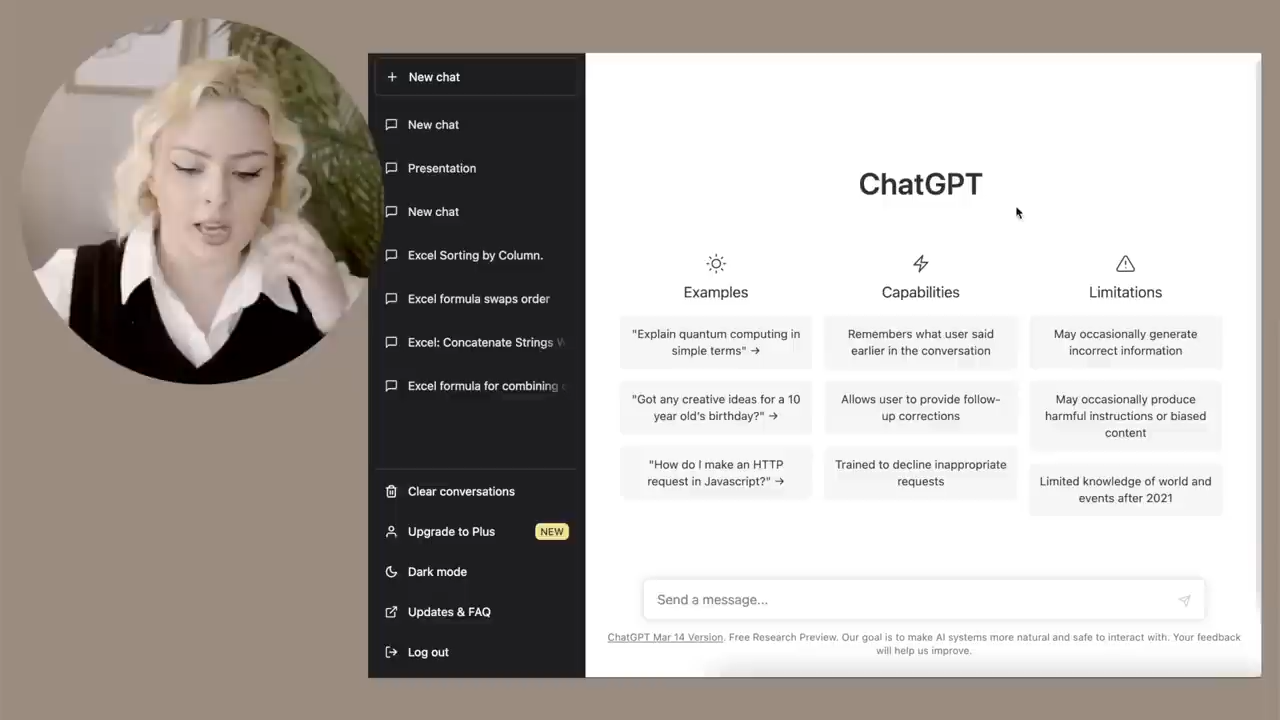 New chat
New chat
Presentation
New chat
Excel Sorting by Column.
Excel formula swaps order
Excel: Concatenate Strings
Excel formula for combining
Clear conversations
Upgrade to Plus NEW
Dark mode
Updates & FAQ
Log out
ChatGPT
Examples
"Explain quantum computing in
simple terms" →
"Got any creative ideas for a 10
year old's birthday?" →
"How do I make an HTTP
request in Javascript?" →
Capabilities
Remembers what user said
earlier in the conversation
Allows user to provide follow-
up corrections
Trained to decline inappropriate
requests
Limitations
May occasionally generate
incorrect information
May occasionally produce
harmful instructions or biased
content
Limited knowledge of world and
events after 2021
Send a message...
ChatGPT Mar 14 Version. Free Research Preview. Our goal is to make AI systems more natural and safe to interact with. Your feedback
will help us improve.